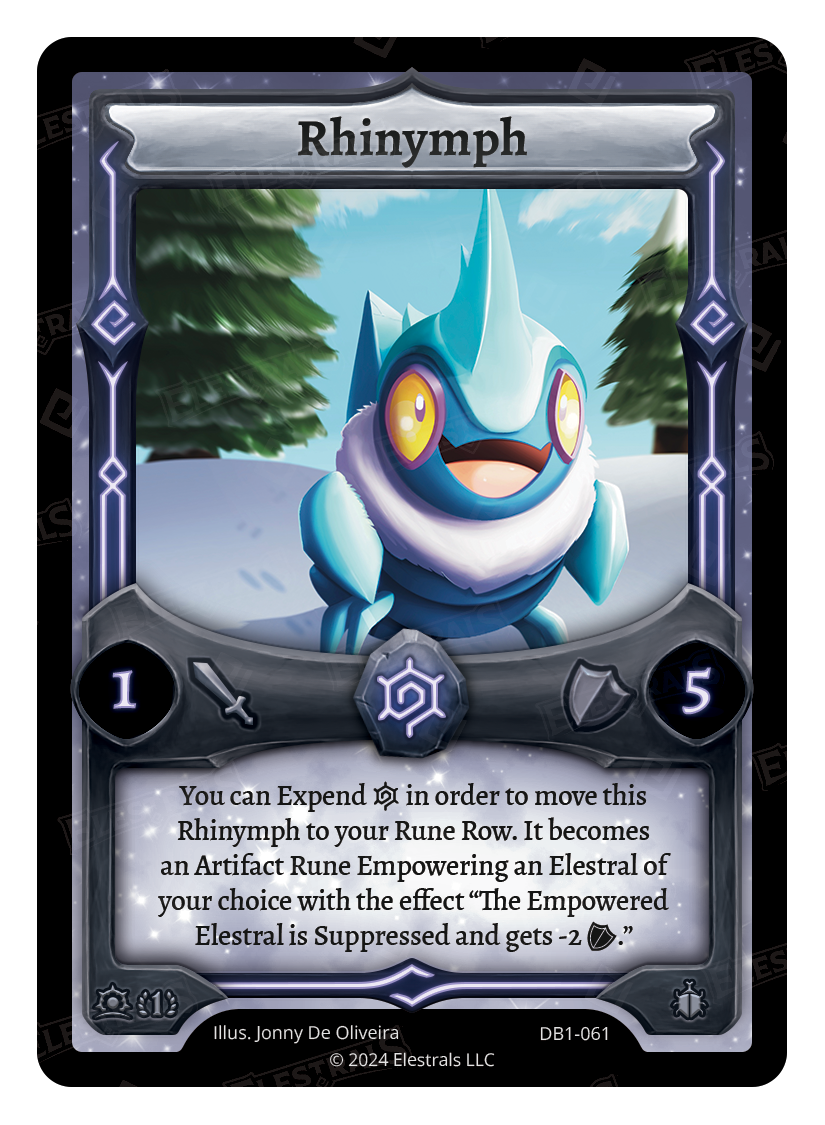 Rhinymph
1
5
You can Expend in order to move this
Rhinymph to your Rune Row. It becomes
an Artifact Rune Empowering an Elestral of
your choice with the effect “The Empowered
Elestral is Suppressed and gets -2 .”
1
Illus. Jonny De Oliveira
DB1-061
© 2024 Elestrals LLC